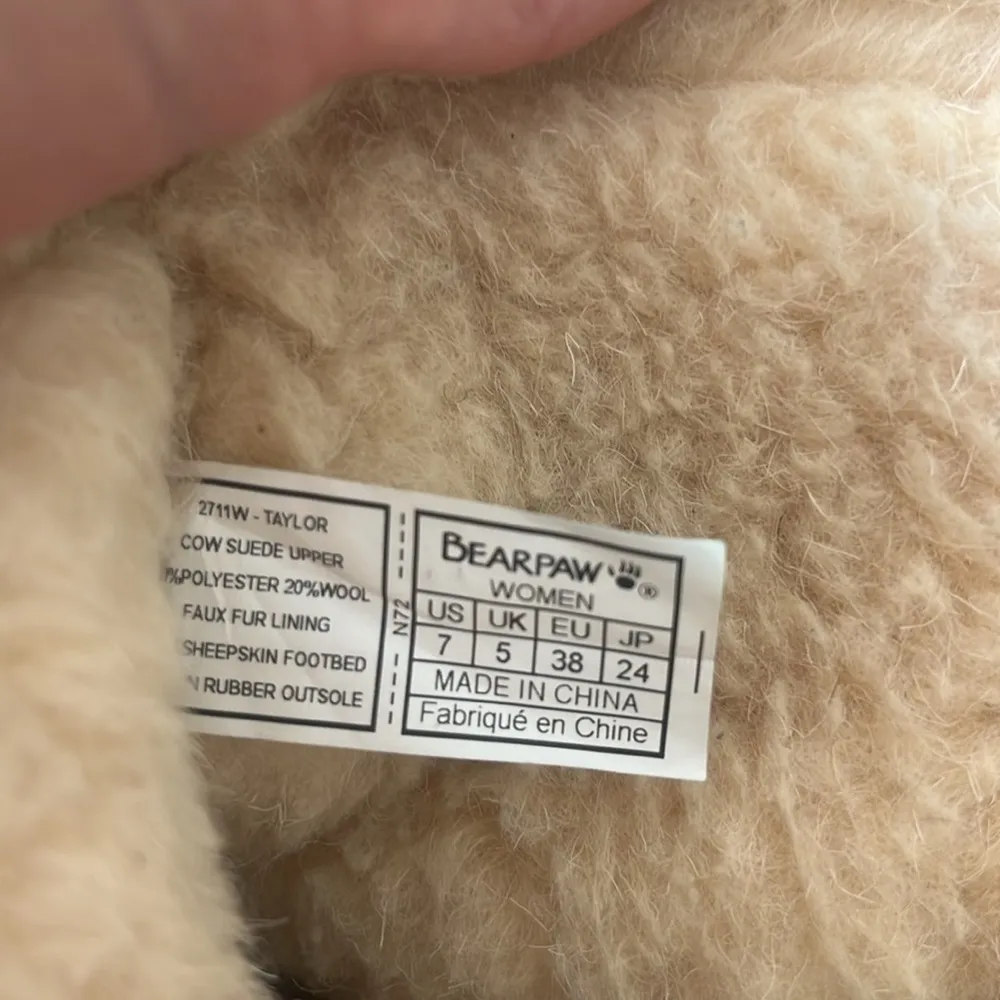 2711W - TAYLOR
COW SUEDE UPPER
%POLYESTER 20%WOOL
FAUX FUR LINING
SHEEPSKIN FOOTBED
RUBBER OUTSOLE
N72
BEARPAW ®
WOMEN
US UK EU JP
7 5 38 24
MADE IN CHINA
Fabriqué en Chine